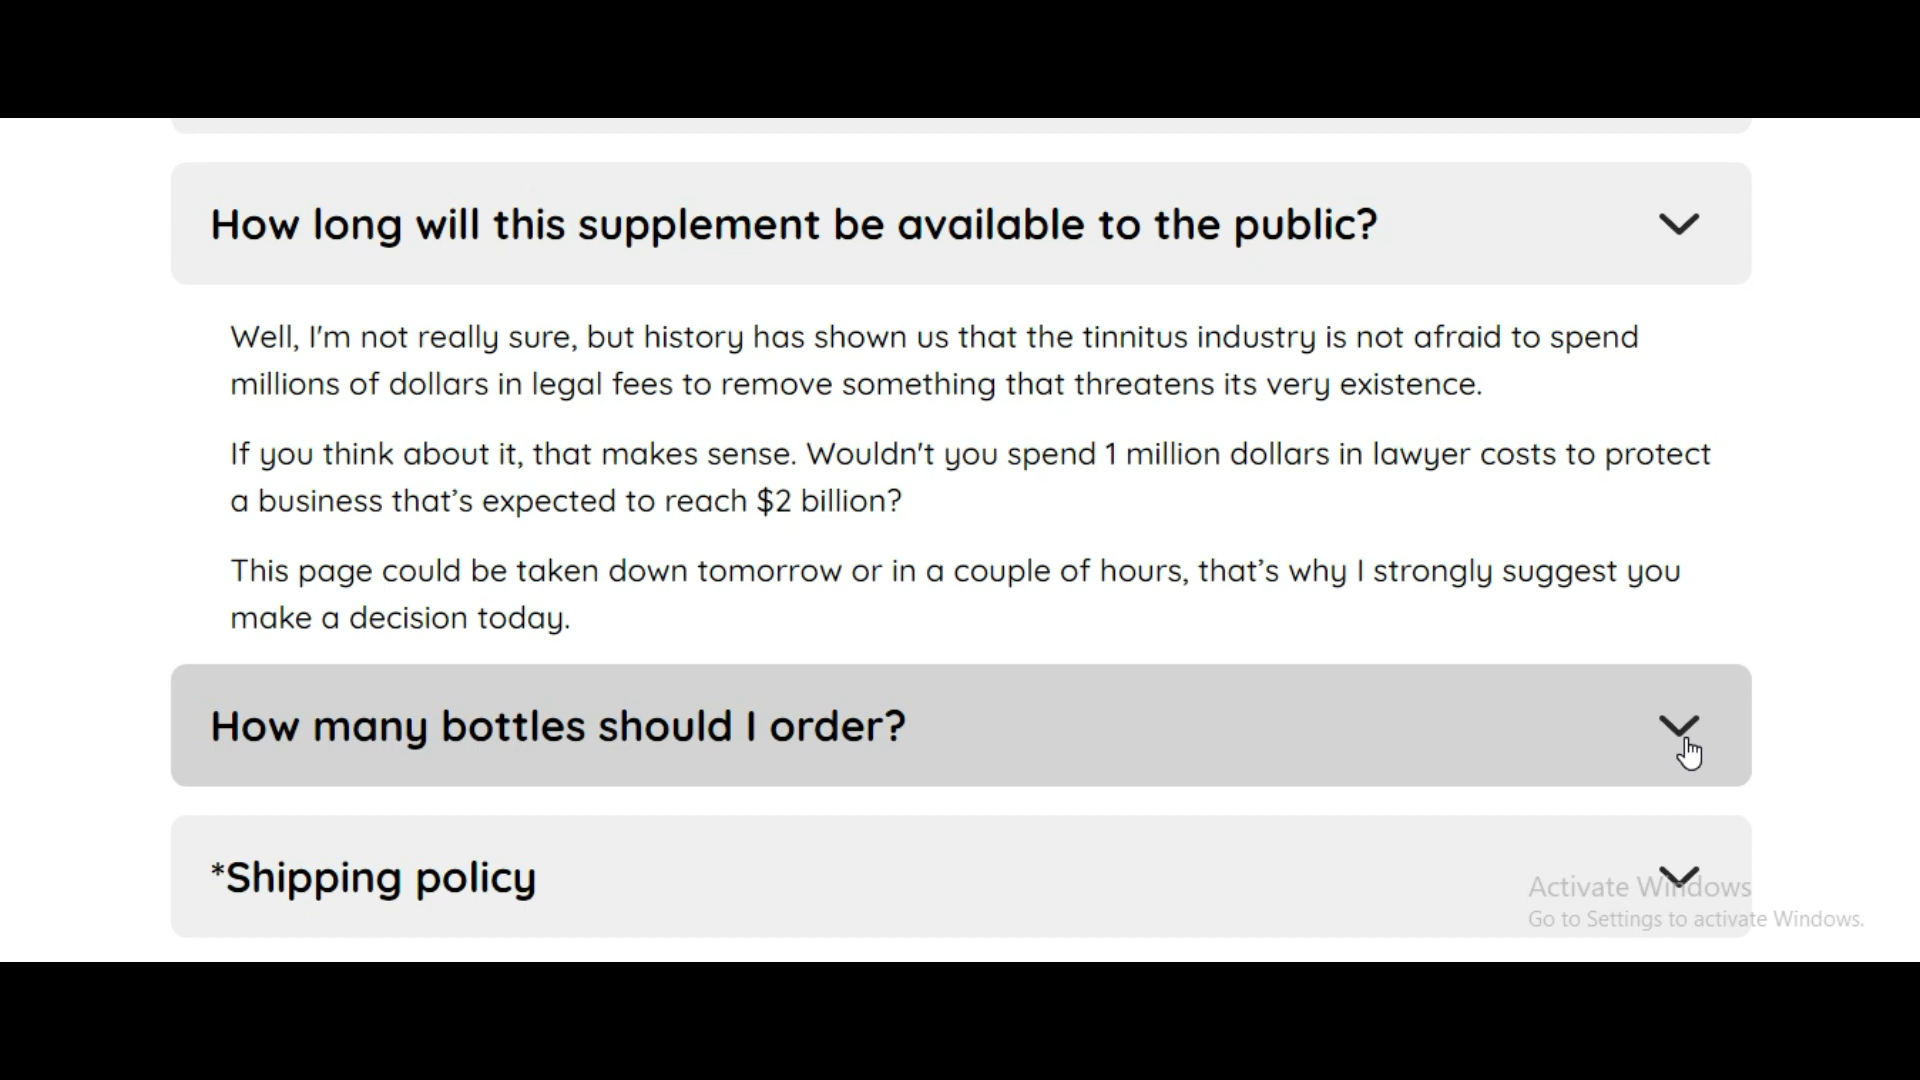 How long will this supplement be available to the public?
Well, I'm not really sure, but history has shown us that the tinnitus industry is not afraid to spend
millions of dollars in legal fees to remove something that threatens its very existence.
If you think about it, that makes sense. Wouldn't you spend 1 million dollars in lawyer costs to protect
a business that’s expected to reach $2 billion?
This page could be taken down tomorrow or in a couple of hours, that’s why I strongly suggest you
make a decision today.
How many bottles should I order?
*Shipping policy
Activate Windows
Go to Settings to activate Windows.